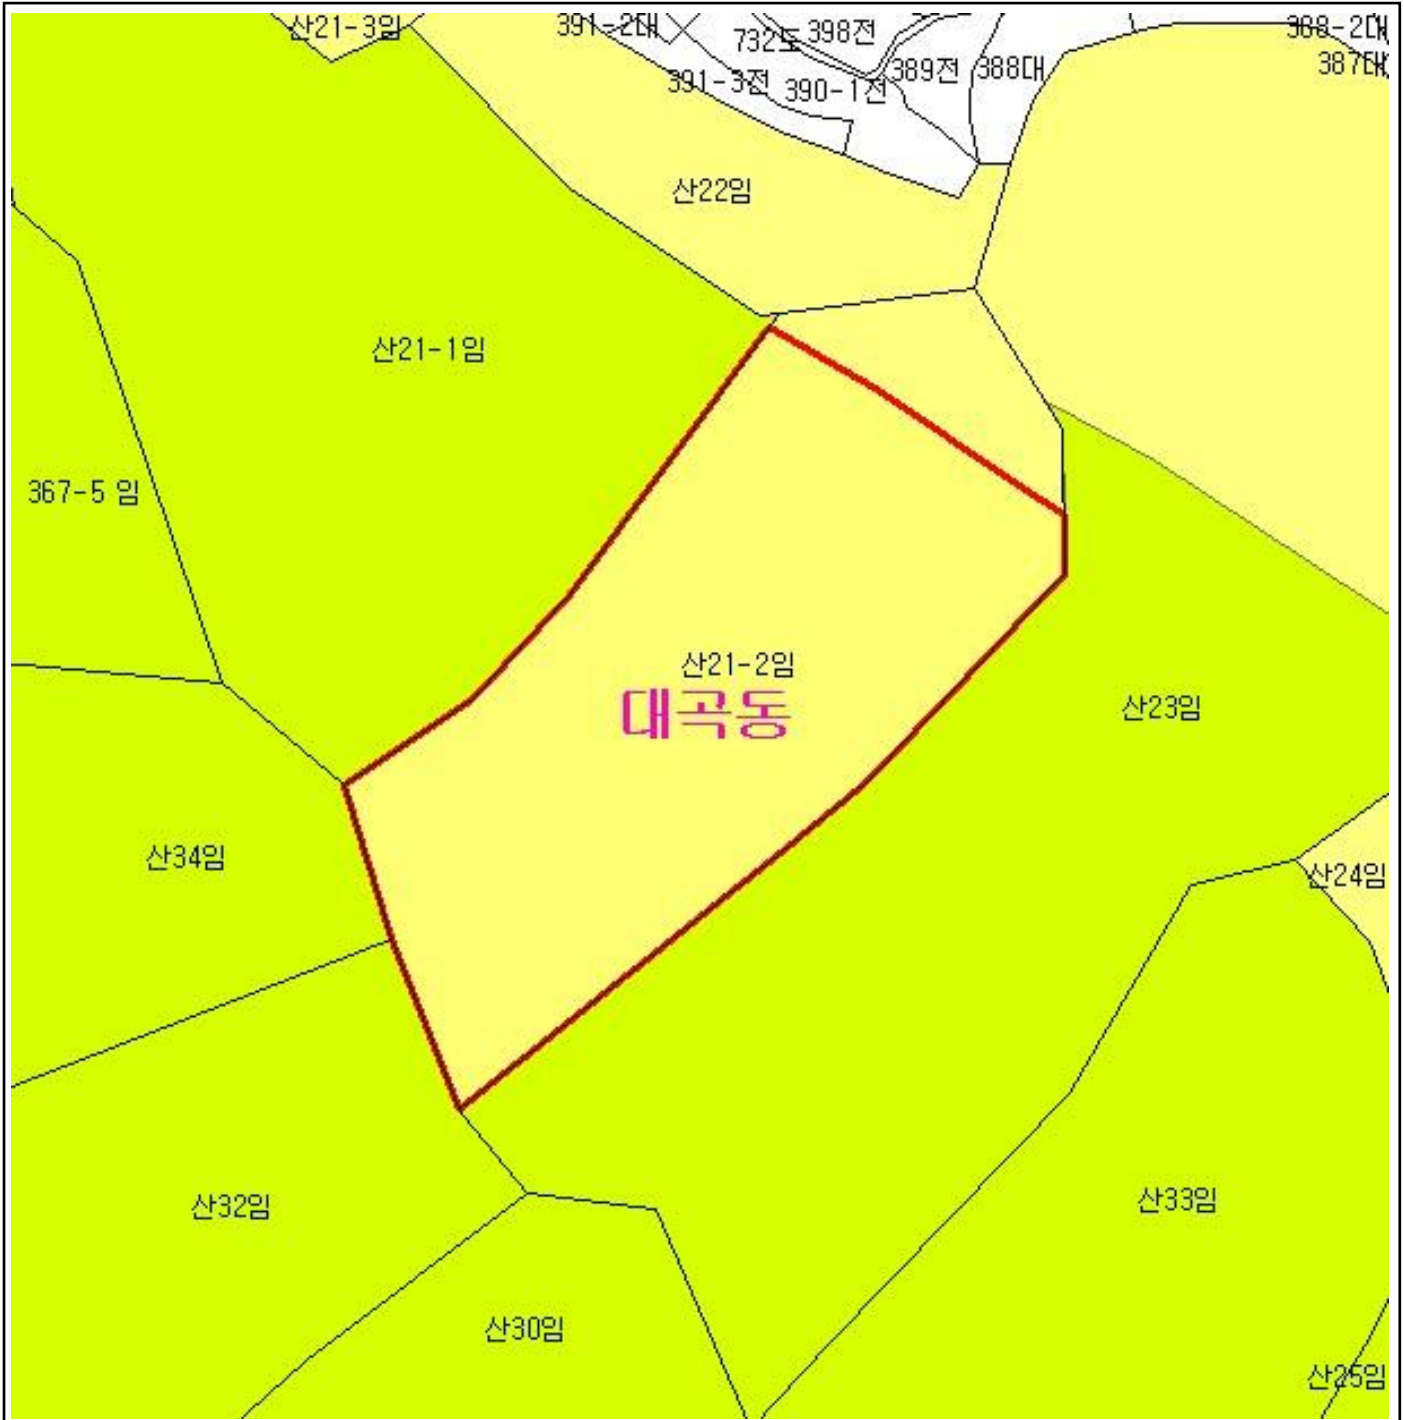 산21-3임
391-2대
732도
398전
388-2대
387대
391-3전
390-1전
389전
388대
산22임
산21-1임
367-5 임
산21-2임
대곡동
산23임
산34임
산24임
산32임
산33임
산30임
산25임